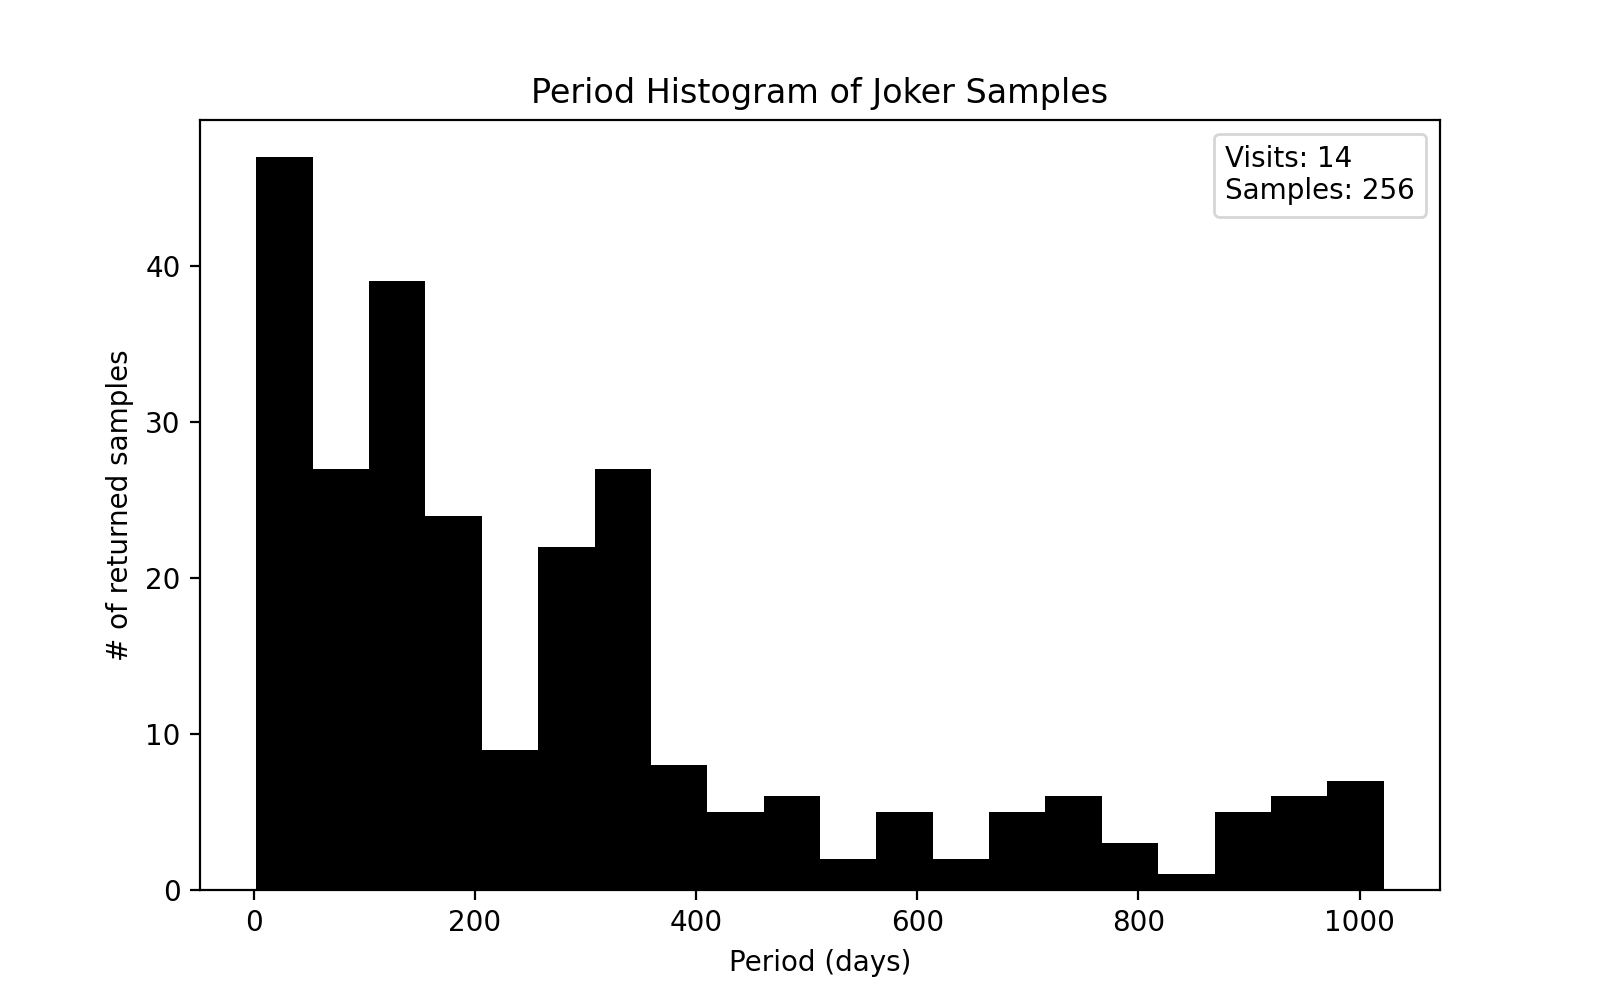 Period Histogram of Joker Samples
Visits: 14
Samples: 256
# of returned samples
40
30
20
10
0
0 200 400 600 800 1000
Period (days)